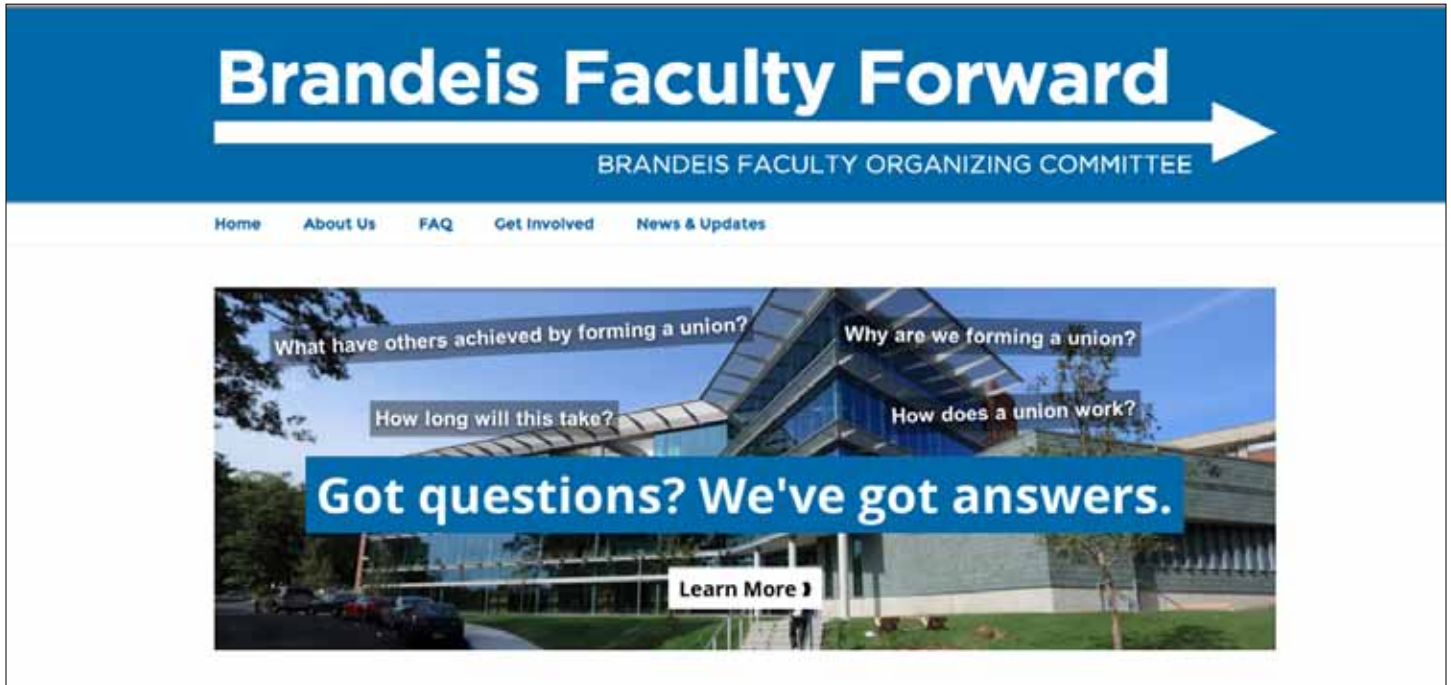 Brandeis Faculty Forward
BRANDEIS FACULTY ORGANIZING COMMITTEE
Home About Us FAQ Get Involved News & Updates
What have others achieved by forming a union?
Why are we forming a union?
How long will this take?
How does a union work?
Got questions? We've got answers.
Learn More ❱